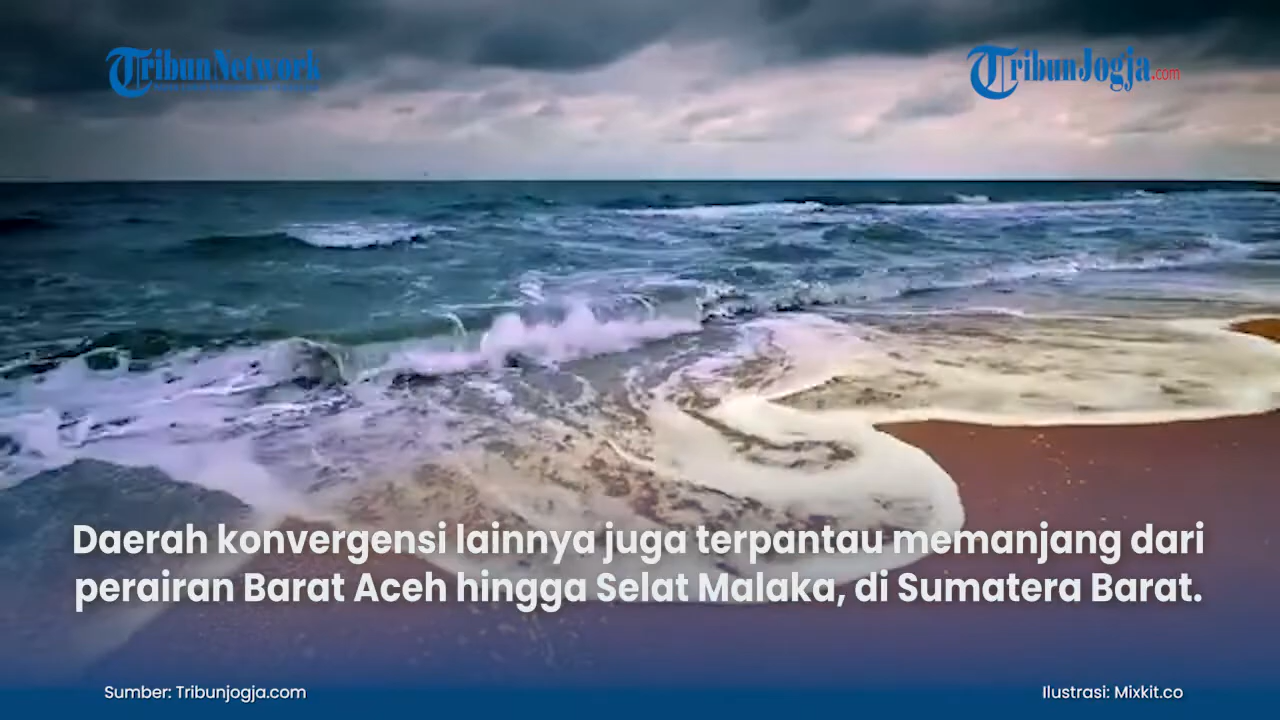 TribunNetwork
TribunJogja.com
Daerah konvergensi lainnya juga terpantau memanjang dari
perairan Barat Aceh hingga Selat Malaka, di Sumatera Barat.
Sumber: Tribunjogja.com
Ilustrasi: Mixkit.co